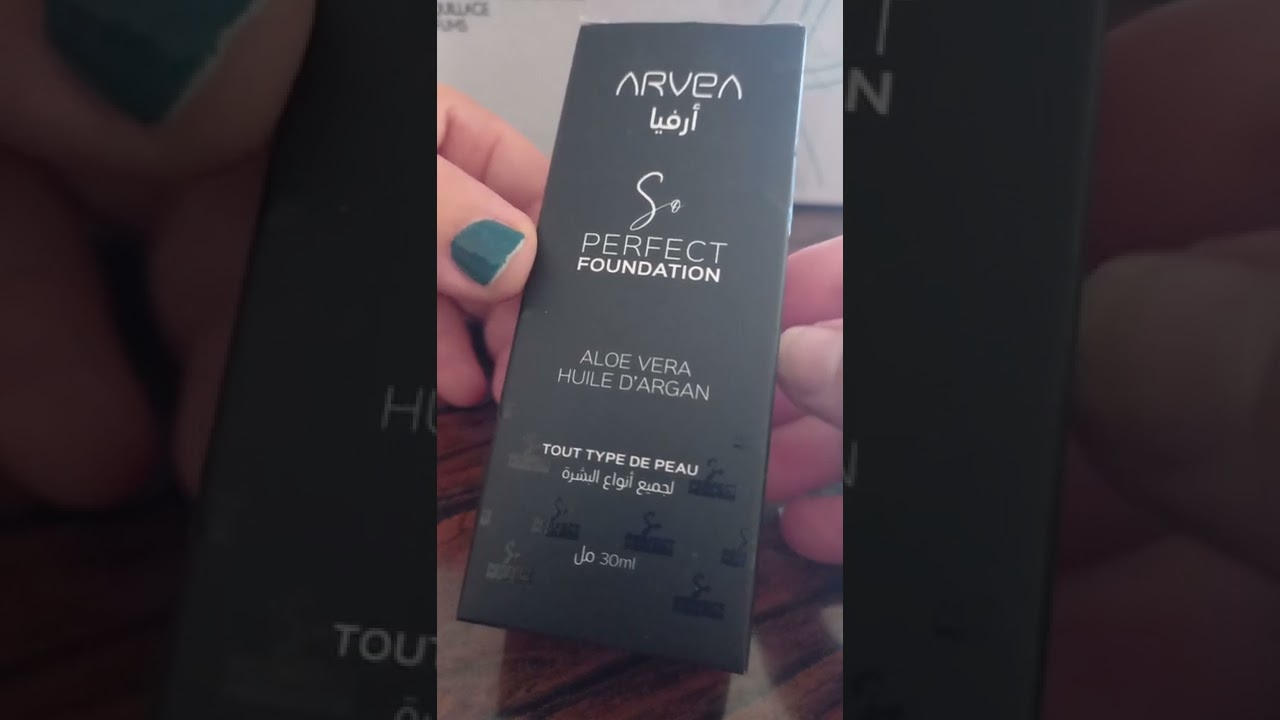 ARVEA
أرفيا
So
PERFECT
FOUNDATION
ALOE VERA
HUILE D'ARGAN
TOUT TYPE DE PEAU
لجميع أنواع البشرة
30ml مل